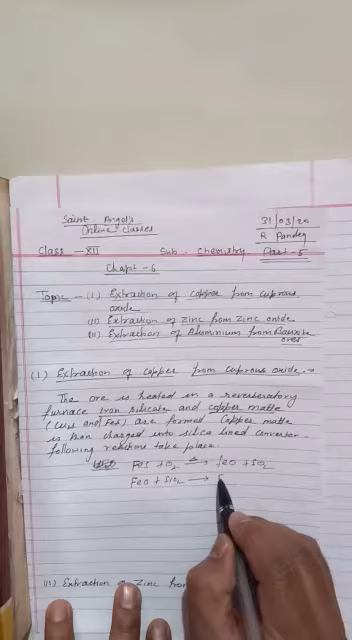 Saint Angels
Online Classes
31/03/20
R Pandey
Class - XII
Sub - Chemistry
Part - 5
Chapt - 6
Topic - (i) Extraction of copper from cuprous
oxide
(ii) Extraction of zinc from Zinc oxide
(iii) Extraction of Aluminium from Bauxite
ores
(i) Extraction of copper from cuprous oxide. →
The ore is heated in a reverberatory
furnace iron silicate and copper matte
(Cu₂S and FeS) are formed. Copper matte
is then charged into silica lined converter.
following reactions take place.
FeS + O₂ → FeO + SO₂
FeO + SiO₂ →
(ii) Extraction of Zinc from